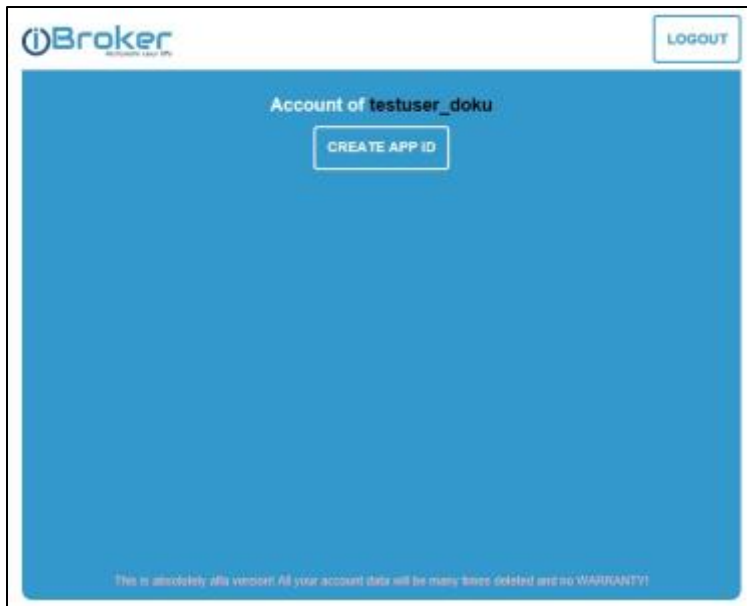 iBroker
LOGOUT
Account of testuser_doku
CREATE APP ID
This is absolutely alfa version! All your account data will be many times deleted and no WARRANTY!